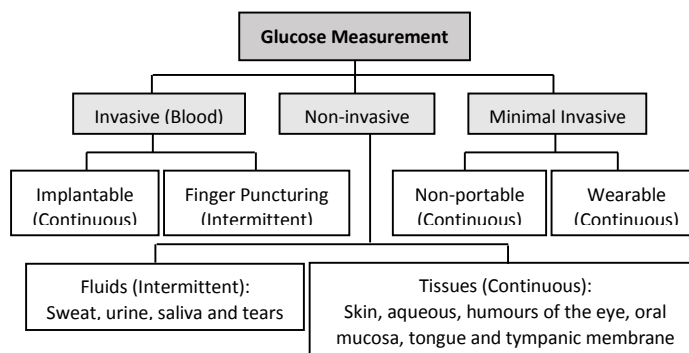 Glucose Measurement
Invasive (Blood)
Non-invasive
Minimal Invasive
Implantable
(Continuous)
Finger Puncturing
(Intermittent)
Non-portable
(Continuous)
Wearable
(Continuous)
Fluids (Intermittent):
Sweat, urine, saliva and tears
Tissues (Continuous):
Skin, aqueous, humours of the eye, oral
mucosa, tongue and tympanic membrane